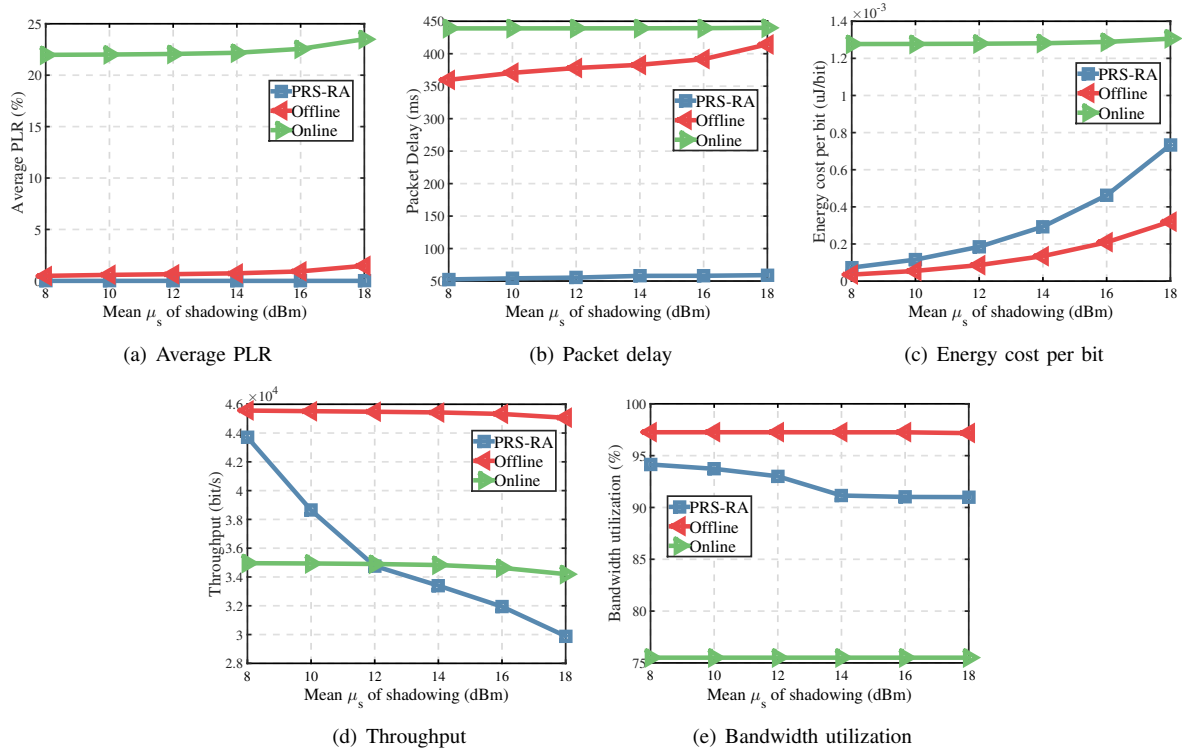 25
20
15
10
5
0
8 10 12 14 16 18
Average PLR (%)
Mean μs of shadowing (dBm)
PRS-RA
Offline
Online
(a) Average PLR
450
400
350
300
250
200
150
100
50
8 10 12 14 16 18
Packet Delay (ms)
Mean μs of shadowing (dBm)
PRS-RA
Offline
Online
(b) Packet delay
×10-3
1.4
1.2
1
0.8
0.6
0.4
0.2
0
8 10 12 14 16 18
Energy cost per bit (uJ/bit)
Mean μs of shadowing (dBm)
PRS-RA
Offline
Online
(c) Energy cost per bit
×104
4.6
4.4
4.2
4
3.8
3.6
3.4
3.2
3
2.8
8 10 12 14 16 18
Throughput (bit/s)
Mean μs of shadowing (dBm)
PRS-RA
Offline
Online
(d) Throughput
100
95
90
85
80
75
8 10 12 14 16 18
Bandwidth utilization (%)
Mean μs of shadowing (dBm)
PRS-RA
Offline
Online
(e) Bandwidth utilization